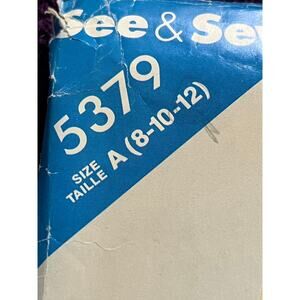 See & Se
5379
SIZE
TAILLE A (8-10-12)